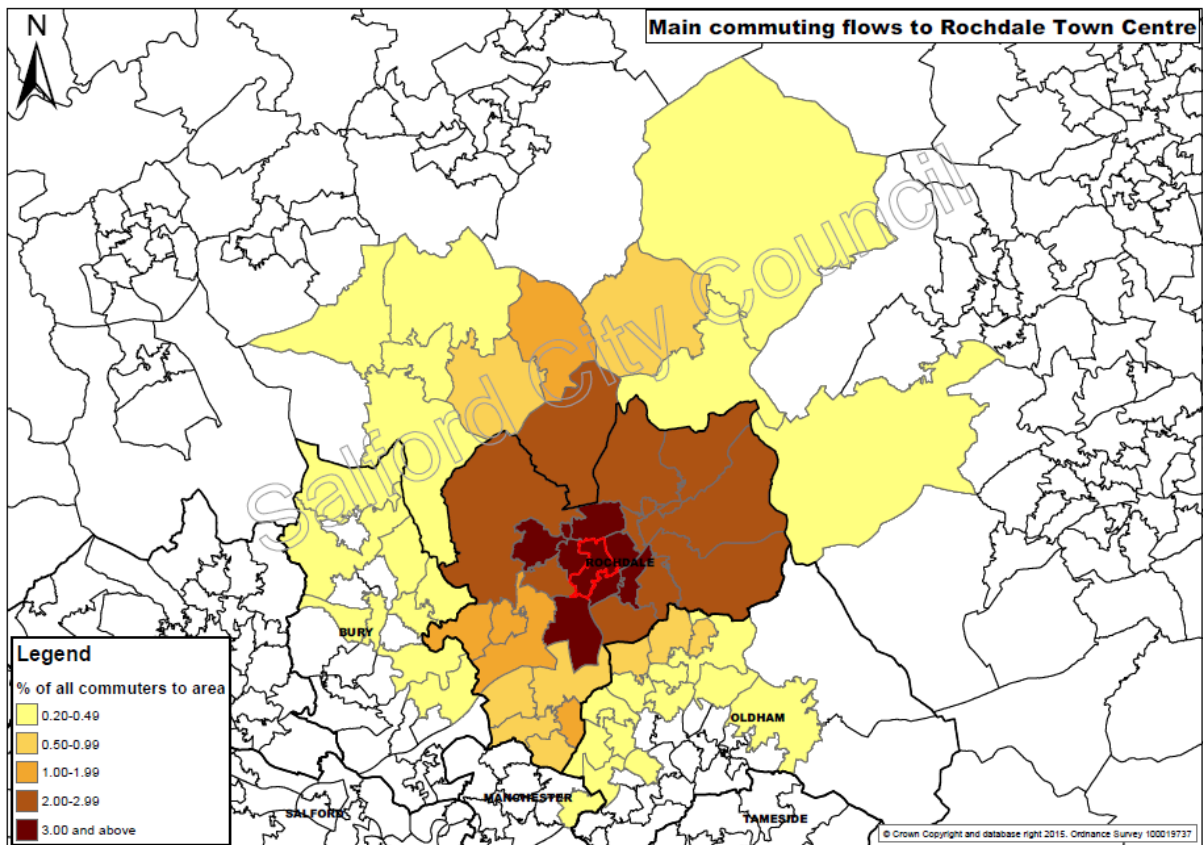 Main commuting flows to Rochdale Town Centre
N
Salford City Council
ROCHDALE
BURY
OLDHAM
MANCHESTER
SALFORD
TAMESIDE
Legend
% of all commuters to area
0.20-0.49
0.50-0.99
1.00-1.99
2.00-2.99
3.00 and above
© Crown Copyright and database right 2015. Ordnance Survey 100019737